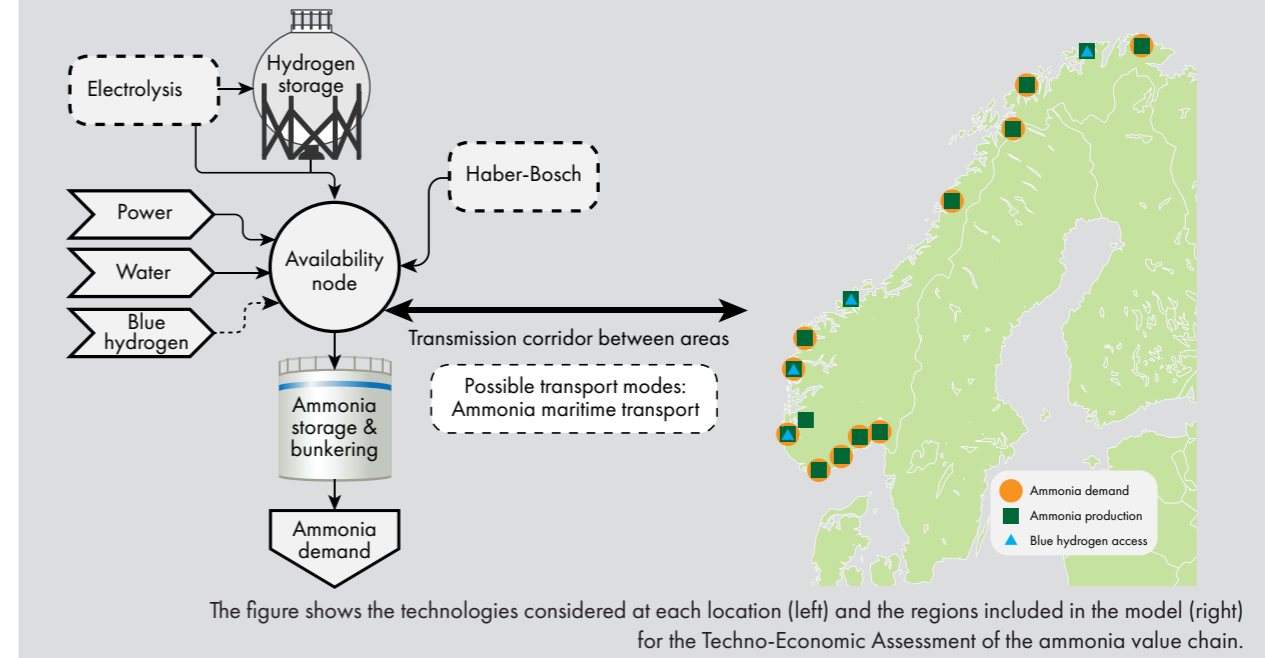 Electrolysis
Hydrogen
storage
Haber-Bosch
Power
Water
Blue
hydrogen
Availability
node
Transmission corridor between areas
Possible transport modes:
Ammonia maritime transport
Ammonia
storage &
bunkering
Ammonia
demand
Ammonia demand
Ammonia production
Blue hydrogen access
The figure shows the technologies considered at each location (left) and the regions included in the model (right)
for the Techno-Economic Assessment of the ammonia value chain.